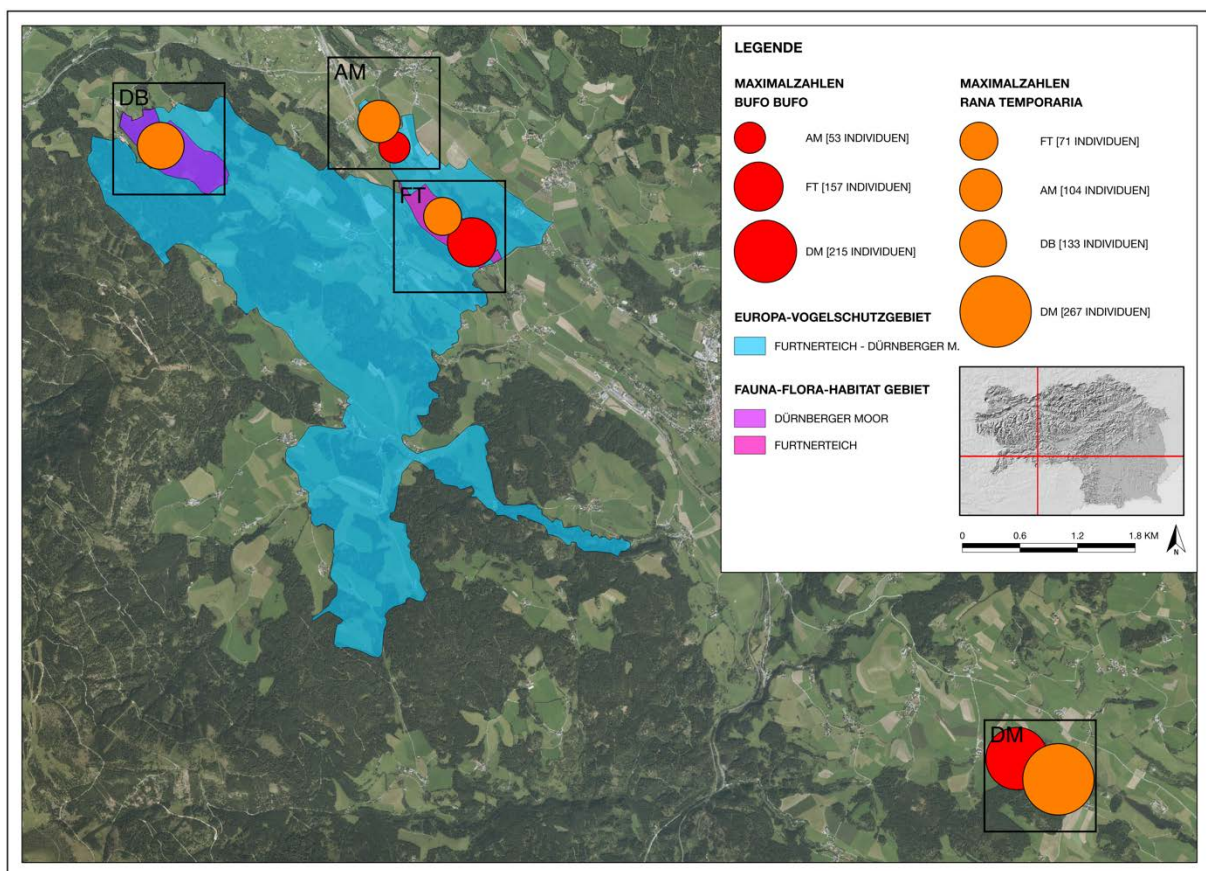 DB
AM
FT
DM
LEGENDE
MAXIMALZAHLEN
BUFO BUFO
AM [53 INDIVIDUEN]
FT [157 INDIVIDUEN]
DM [215 INDIVIDUEN]
EUROPA-VOGELSCHUTZGEBIET
FURTNERTEICH - DÜRNBERGER M.
FAUNA-FLORA-HABITAT GEBIET
DÜRNBERGER MOOR
FURTNERTEICH
MAXIMALZAHLEN
RANA TEMPORARIA
FT [71 INDIVIDUEN]
AM [104 INDIVIDUEN]
DB [133 INDIVIDUEN]
DM [267 INDIVIDUEN]
0 0.6 1.2 1.8 KM
N